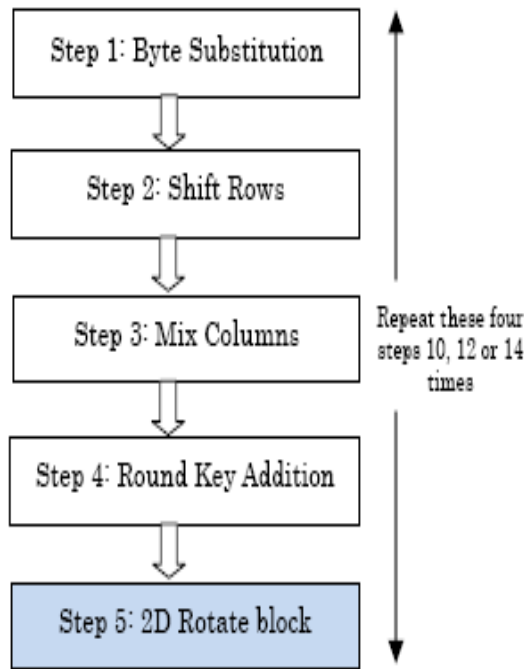 Step 1: Byte Substitution
Step 2: Shift Rows
Step 3: Mix Columns
Repeat these four
steps 10, 12 or 14
times
Step 4: Round Key Addition
Step 5: 2D Rotate block